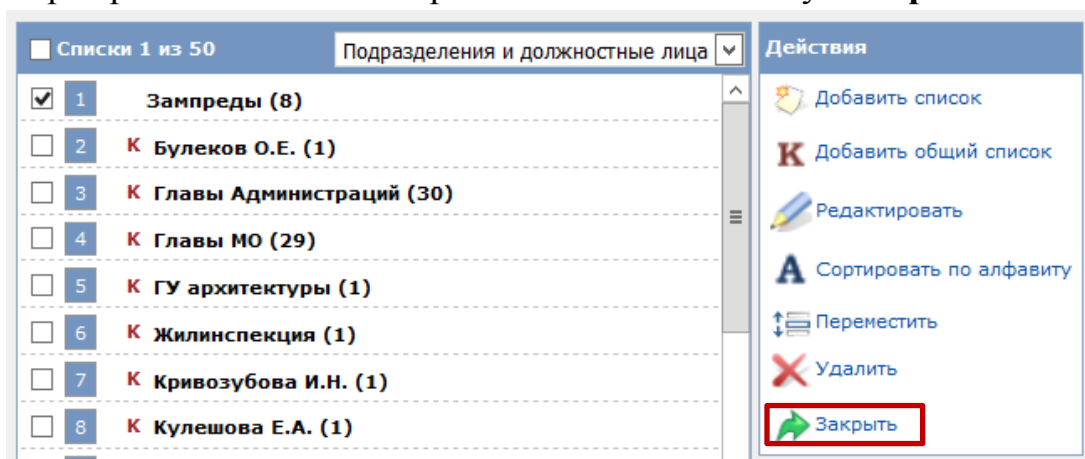 Списки 1 из 50
Подразделения и должностные лица
1 Зампреды (8)
2 К Булеков О.Е. (1)
3 К Главы Администраций (30)
4 К Главы МО (29)
5 К ГУ архитектуры (1)
6 К Жилинспекция (1)
7 К Кривозубова И.Н. (1)
8 К Кулешова Е.А. (1)
Действия
Добавить список
К Добавить общий список
Редактировать
А Сортировать по алфавиту
Переместить
Удалить
Закрыть